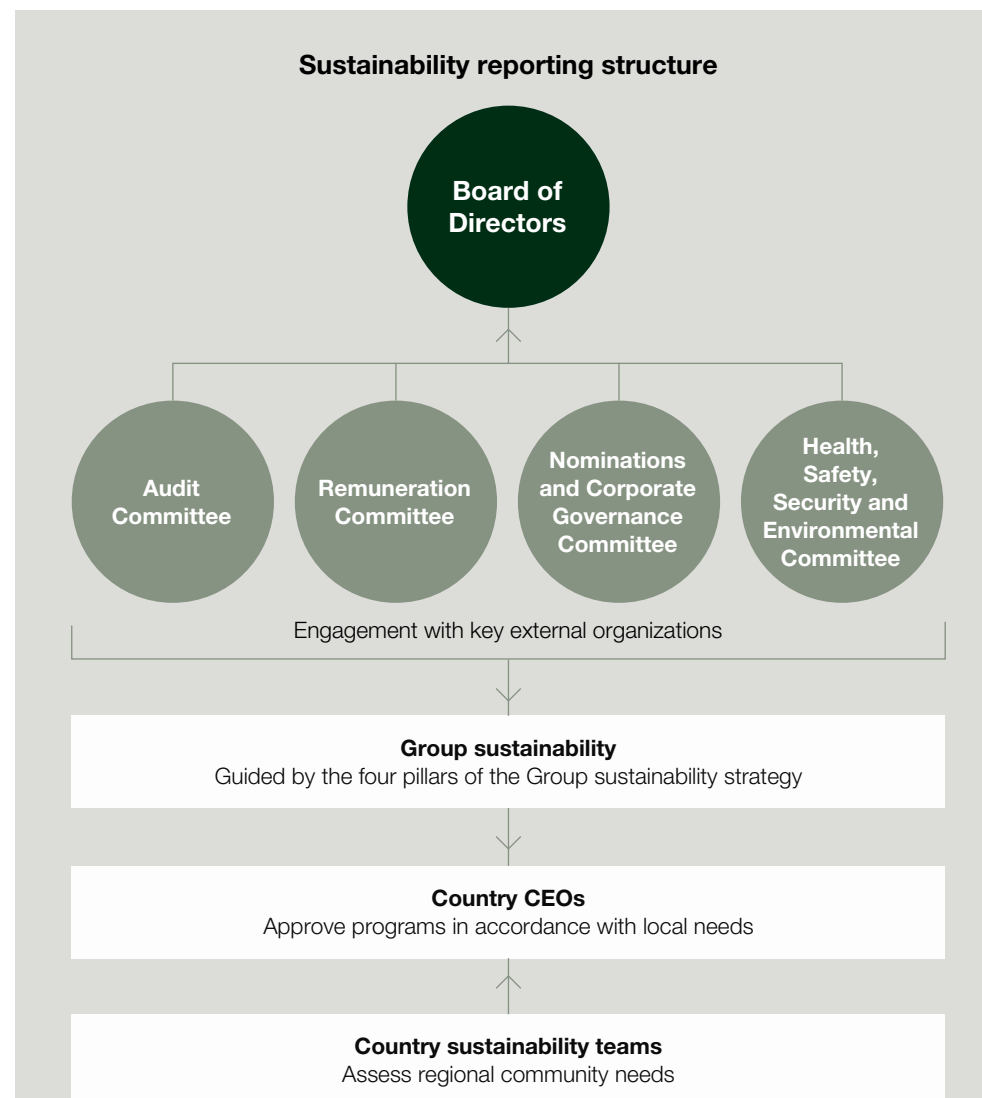 Sustainability reporting structure
Board of
Directors
Audit
Committee
Remuneration
Committee
Nominations
and Corporate
Governance
Committee
Health,
Safety,
Security and
Environmental
Committee
Engagement with key external organizations
Group sustainability
Guided by the four pillars of the Group sustainability strategy
Country CEOs
Approve programs in accordance with local needs
Country sustainability teams
Assess regional community needs